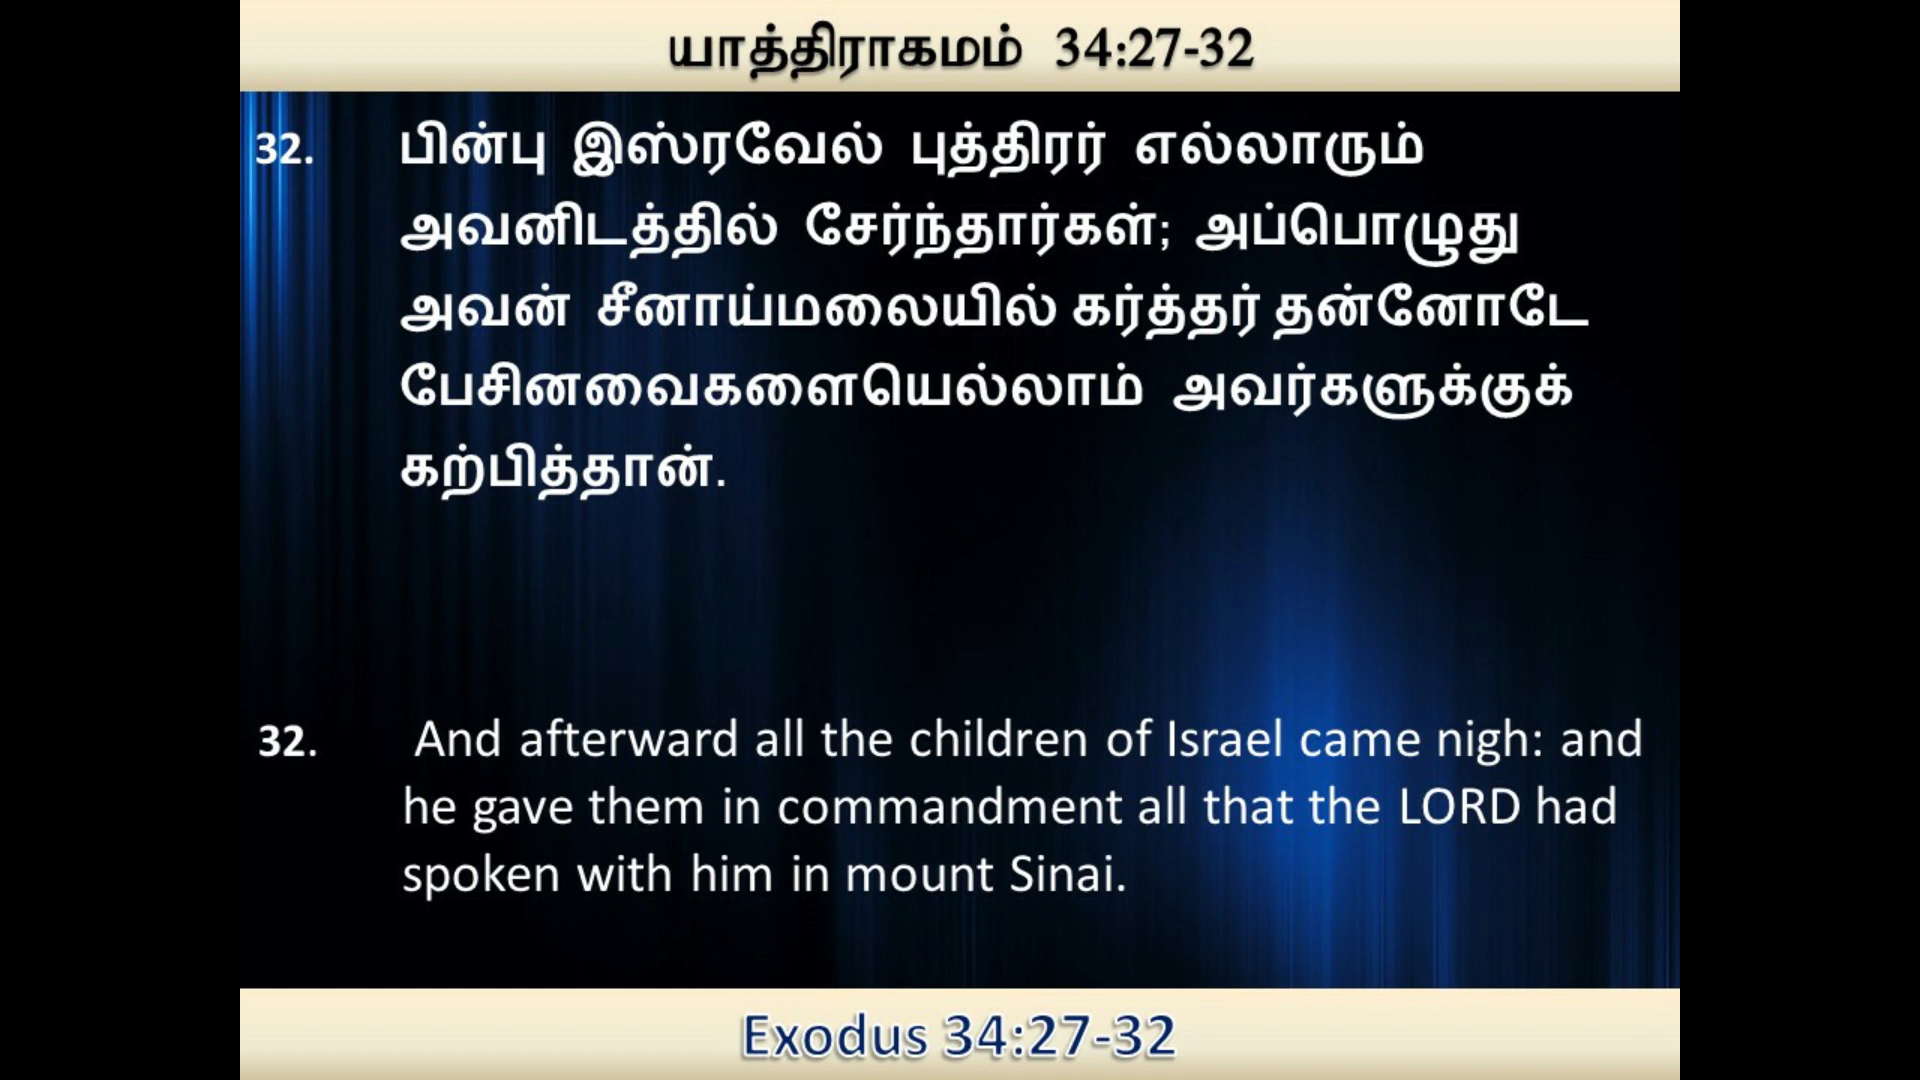 யாத்திராகமம் 34:27-32
32. பின்பு இஸ்ரவேல் புத்திரர் எல்லாரும்
அவனிடத்தில் சேர்ந்தார்கள்; அப்பொழுது
அவன் சீனாய்மலையில் கர்த்தர் தன்னோடே
பேசினவைகளையெல்லாம் அவர்களுக்குக்
கற்பித்தான்.
32. And afterward all the children of Israel came nigh: and
he gave them in commandment all that the LORD had
spoken with him in mount Sinai.
Exodus 34:27-32